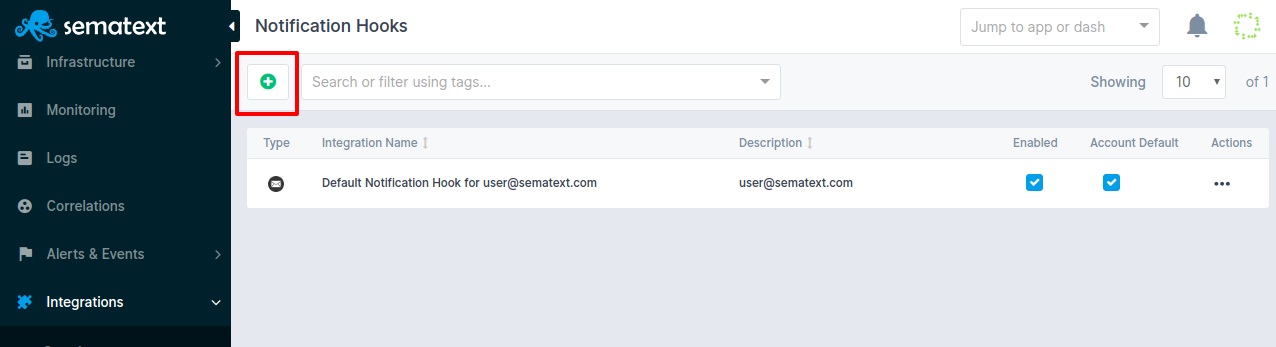 sematext
Notification Hooks
Jump to app or dash
Infrastructure
Monitoring
Logs
Correlations
Alerts & Events
Integrations
Search or filter using tags...
Showing 10 of 1
Type Integration Name Description Enabled Account Default Actions
Default Notification Hook for user@sematext.com user@sematext.com